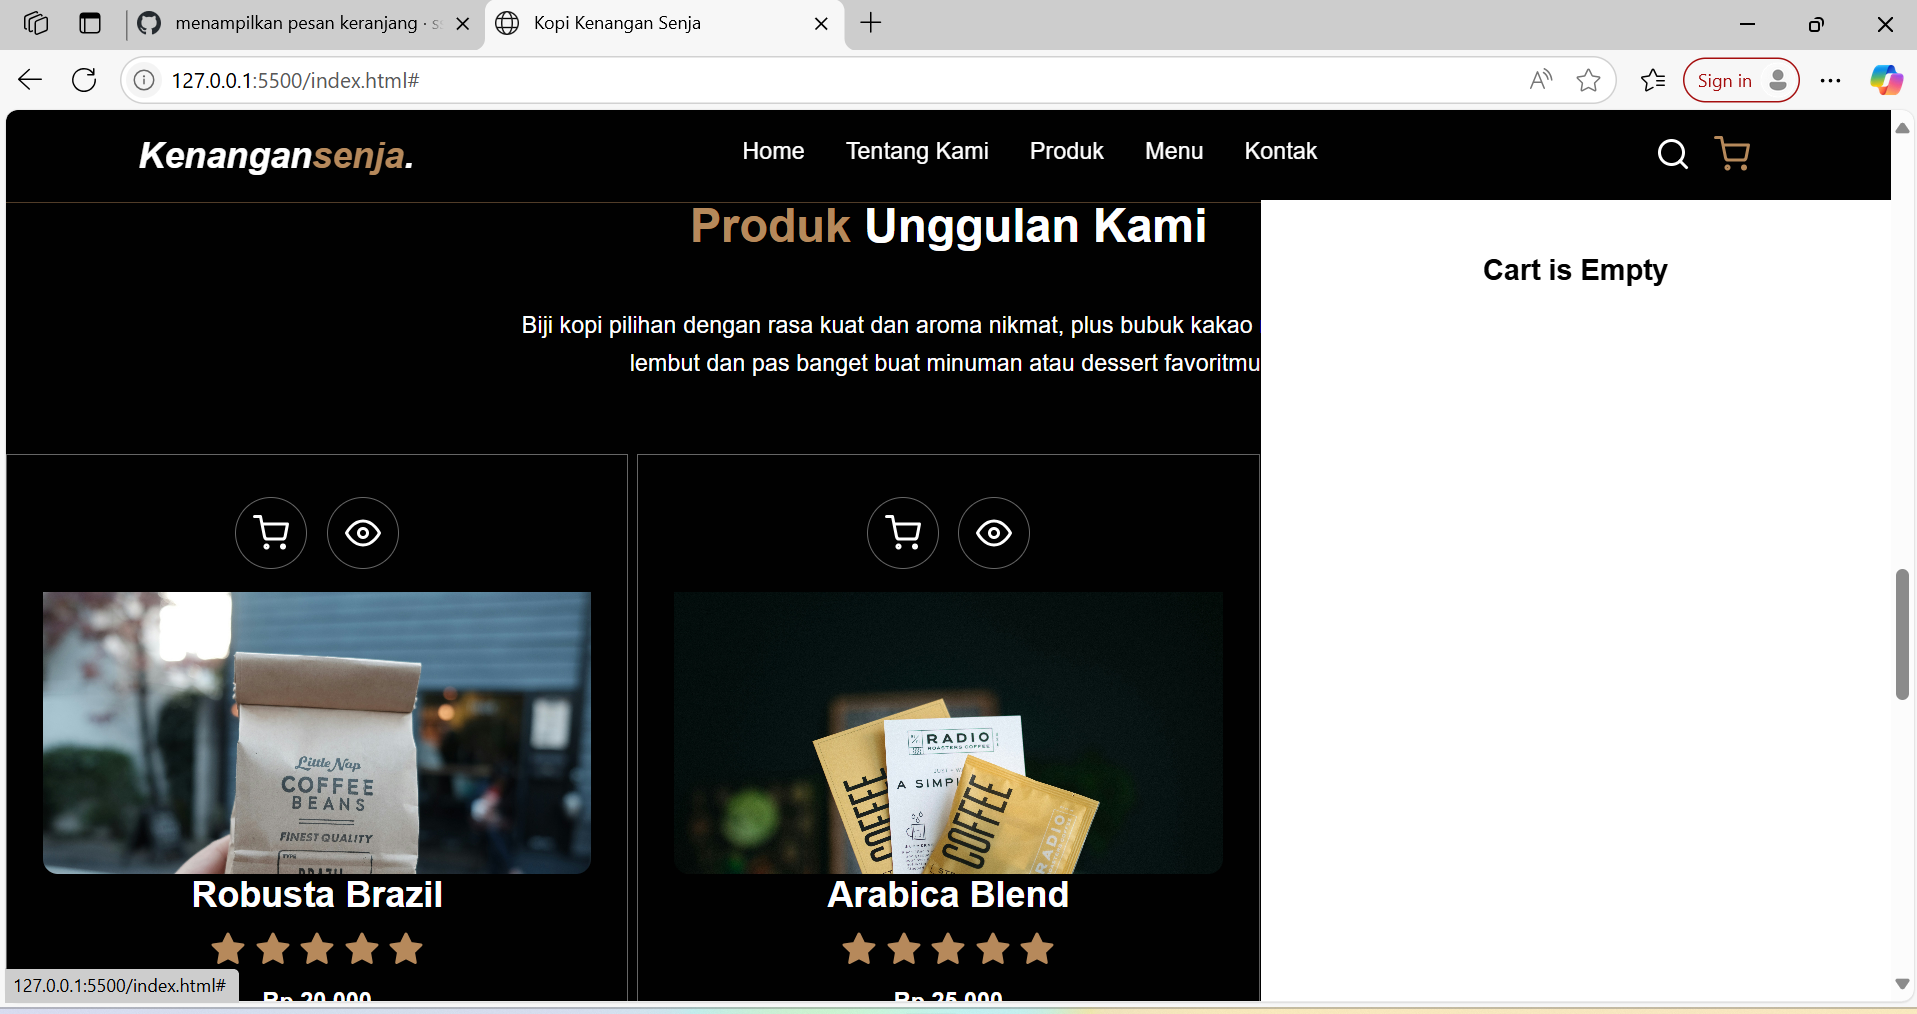 menampilkan pesan keranjang · s
Kopi Kenangan Senja
127.0.0.1:5500/index.html#
Sign in
Kenangansenja.
Home
Tentang Kami
Produk
Menu
Kontak
Produk Unggulan Kami
Cart is Empty
Biji kopi pilihan dengan rasa kuat dan aroma nikmat, plus bubuk kakao
lembut dan pas banget buat minuman atau dessert favoritmu
Little Nap
COFFEE
BEANS
FINEST QUALITY
TYPE
BRAZIL
RADIO
ROASTERS COFFEE
A SIMPL
COFFEE
COFFEE
RADIO
Robusta Brazil
Arabica Blend
Rp 20.000
Rp 25.000
127.0.0.1:5500/index.html#